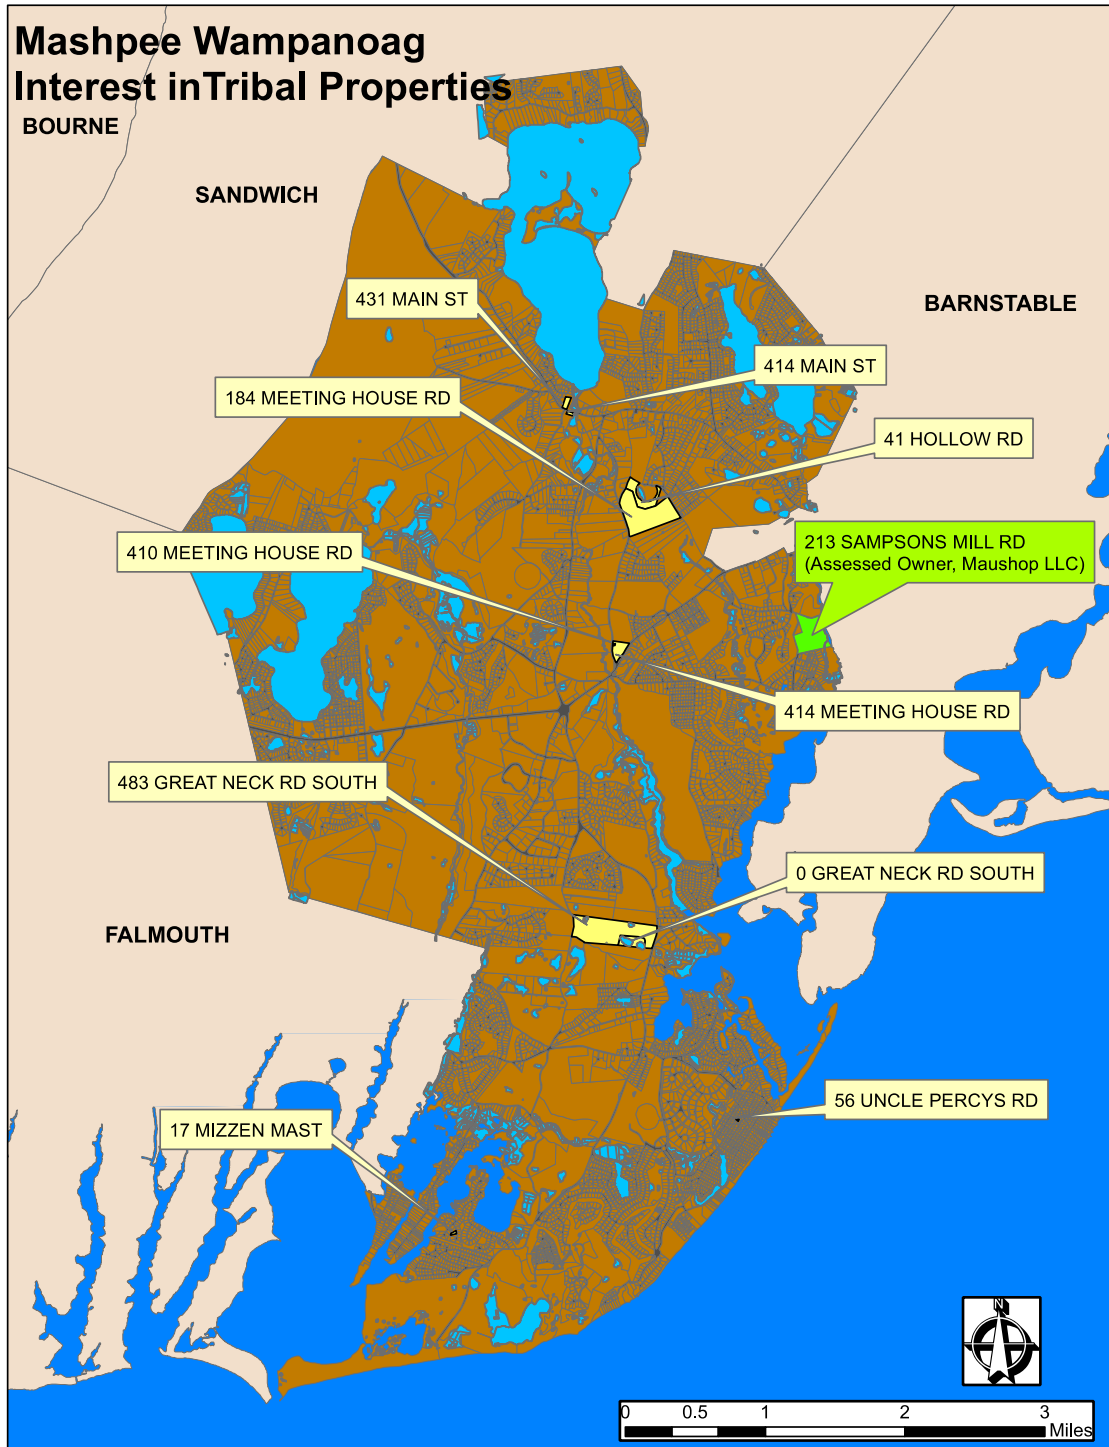 Mashpee Wampanoag
Interest inTribal Properties
BOURNE
SANDWICH
431 MAIN ST
BARNSTABLE
414 MAIN ST
184 MEETING HOUSE RD
41 HOLLOW RD
410 MEETING HOUSE RD
213 SAMPSONS MILL RD
(Assessed Owner, Maushop LLC)
414 MEETING HOUSE RD
483 GREAT NECK RD SOUTH
0 GREAT NECK RD SOUTH
FALMOUTH
56 UNCLE PERCYS RD
17 MIZZEN MAST
N
0 0.5 1 2 3
Miles